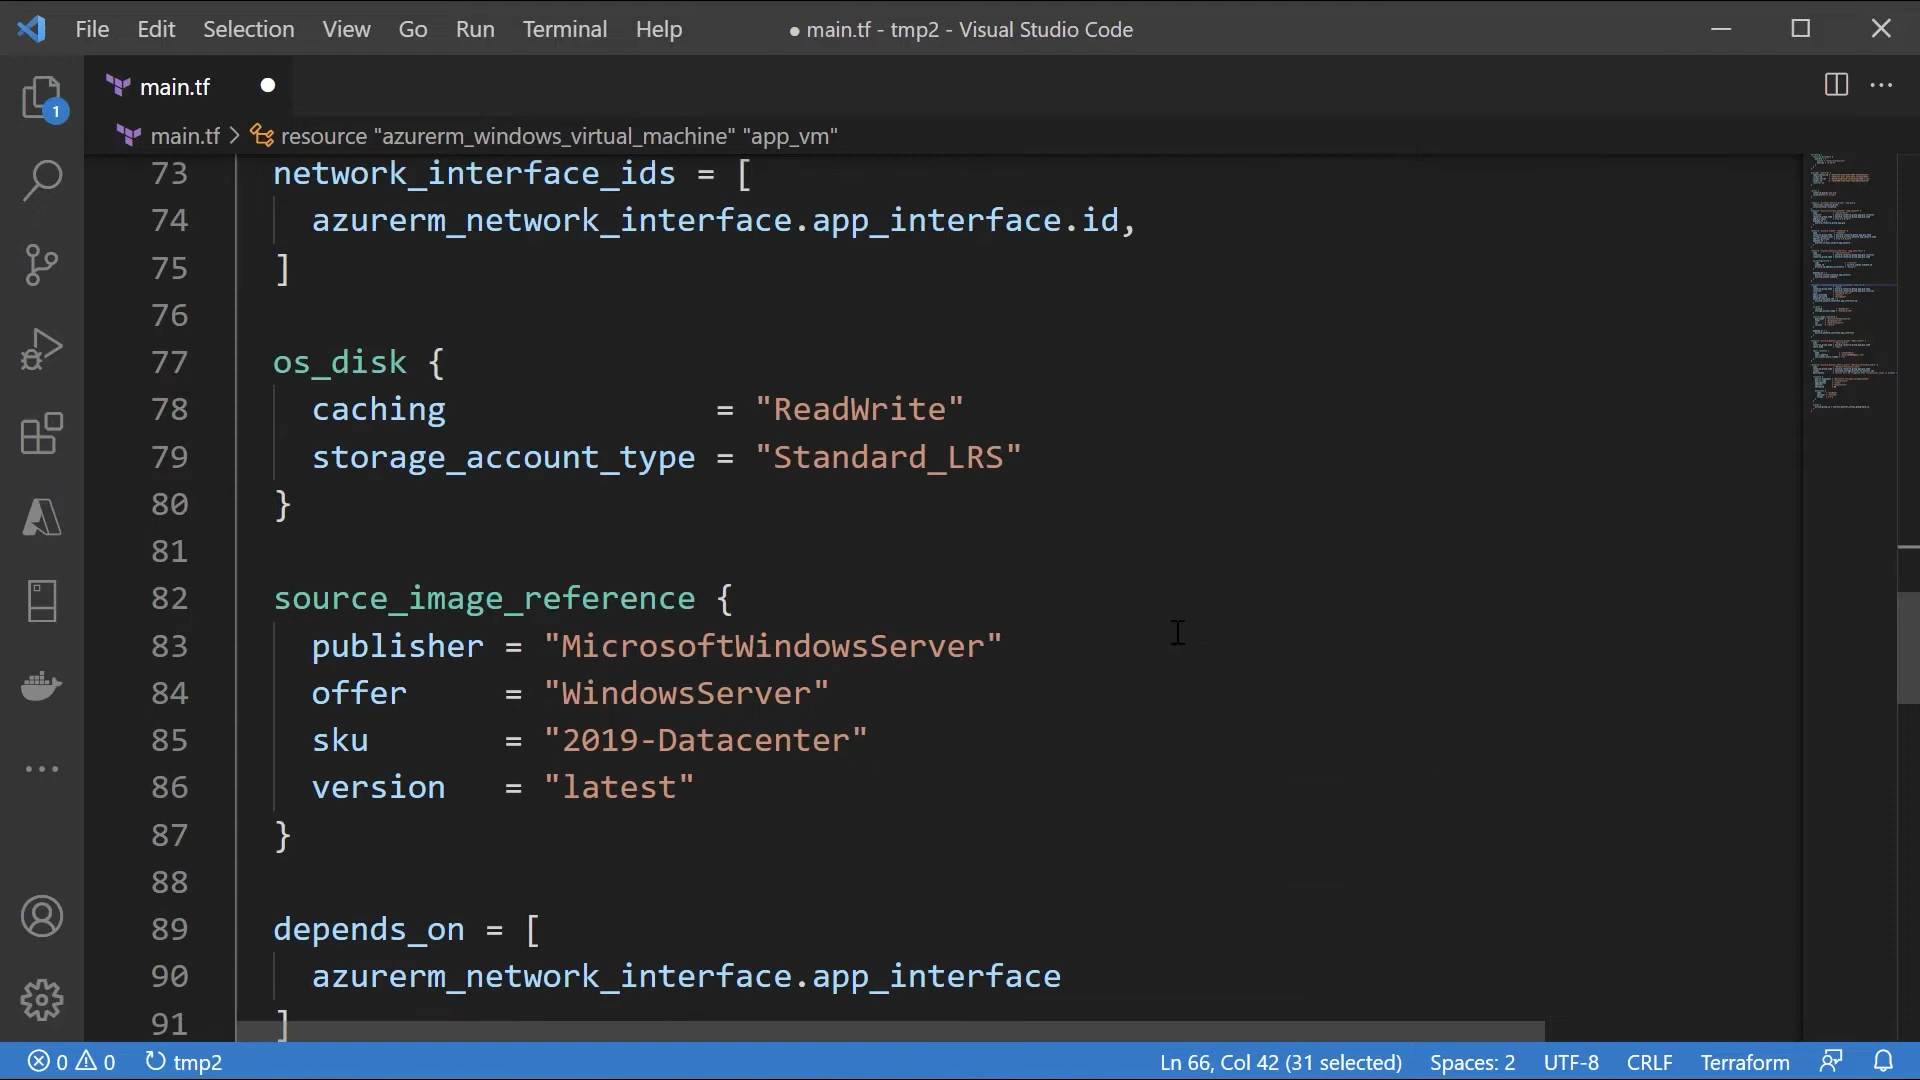 File Edit Selection View Go Run Terminal Help ● main.tf - tmp2 - Visual Studio Code
main.tf
main.tf > resource "azurerm_windows_virtual_machine" "app_vm"
1
73 network_interface_ids = [
74 azurerm_network_interface.app_interface.id,
75 ]
76
77 os_disk {
78 caching = "ReadWrite"
79 storage_account_type = "Standard_LRS"
80 }
81
82 source_image_reference {
83 publisher = "MicrosoftWindowsServer"
84 offer = "WindowsServer"
85 sku = "2019-Datacenter"
86 version = "latest"
87 }
88
89 depends_on = [
90 azurerm_network_interface.app_interface
91 ]
0 0 tmp2 Ln 66, Col 42 (31 selected) Spaces: 2 UTF-8 CRLF Terraform